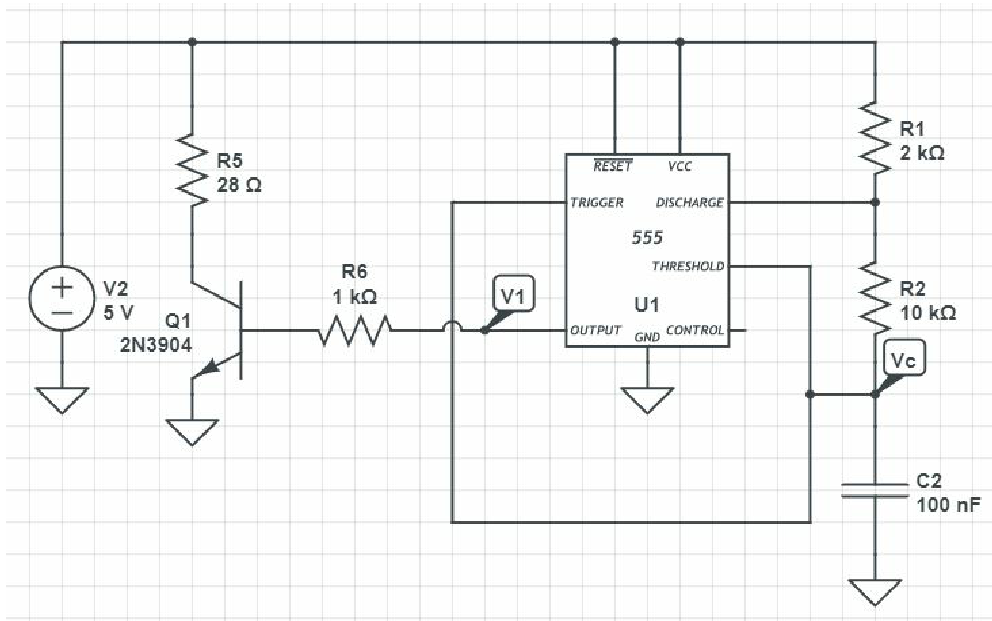 R1
2 kΩ
R5
28 Ω
RESET
VCC
TRIGGER
DISCHARGE
555
THRESHOLD
R6
1 kΩ
V1
V2
5 V
+
−
R2
10 kΩ
Q1
2N3904
U1
OUTPUT
GND
CONTROL
Vc
C2
100 nF